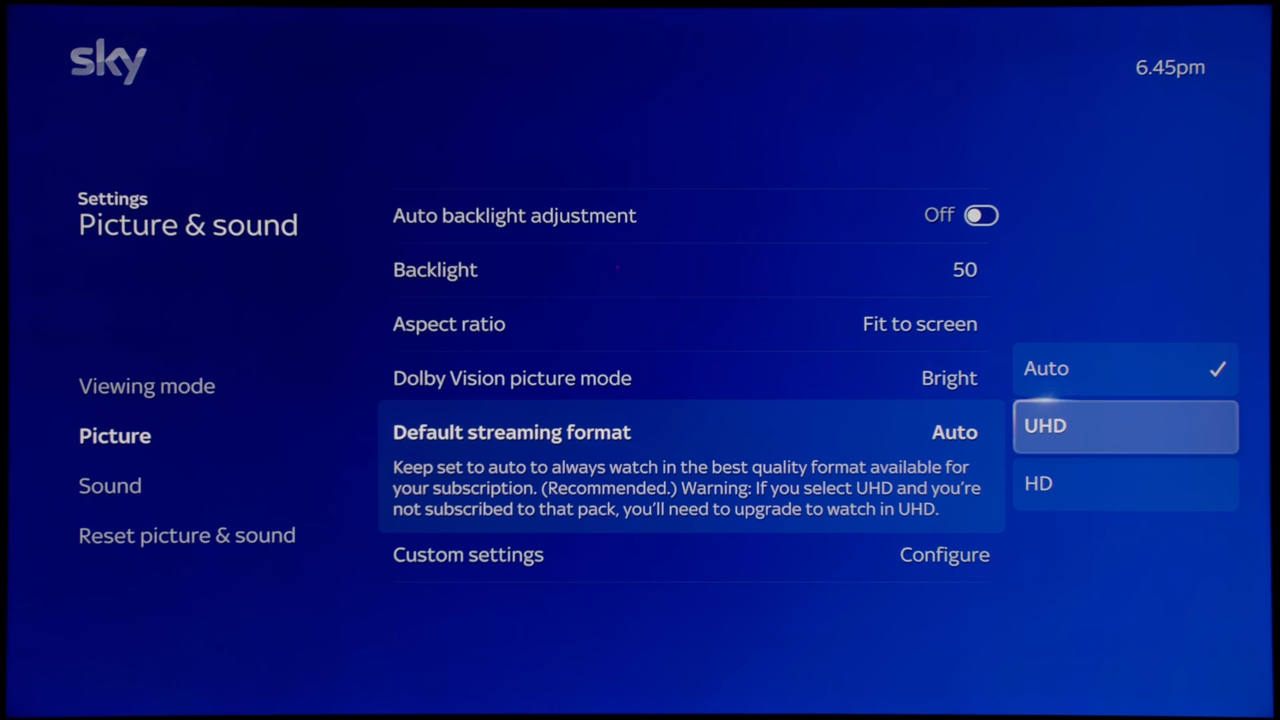 sky
6.45pm
Settings
Picture & sound
Viewing mode
Picture
Sound
Reset picture & sound
Auto backlight adjustment Off
Backlight 50
Aspect ratio Fit to screen
Dolby Vision picture mode Bright
Default streaming format Auto
Keep set to auto to always watch in the best quality format available for
your subscription. (Recommended.) Warning: If you select UHD and you're
not subscribed to that pack, you'll need to upgrade to watch in UHD.
Custom settings Configure
Auto
UHD
HD